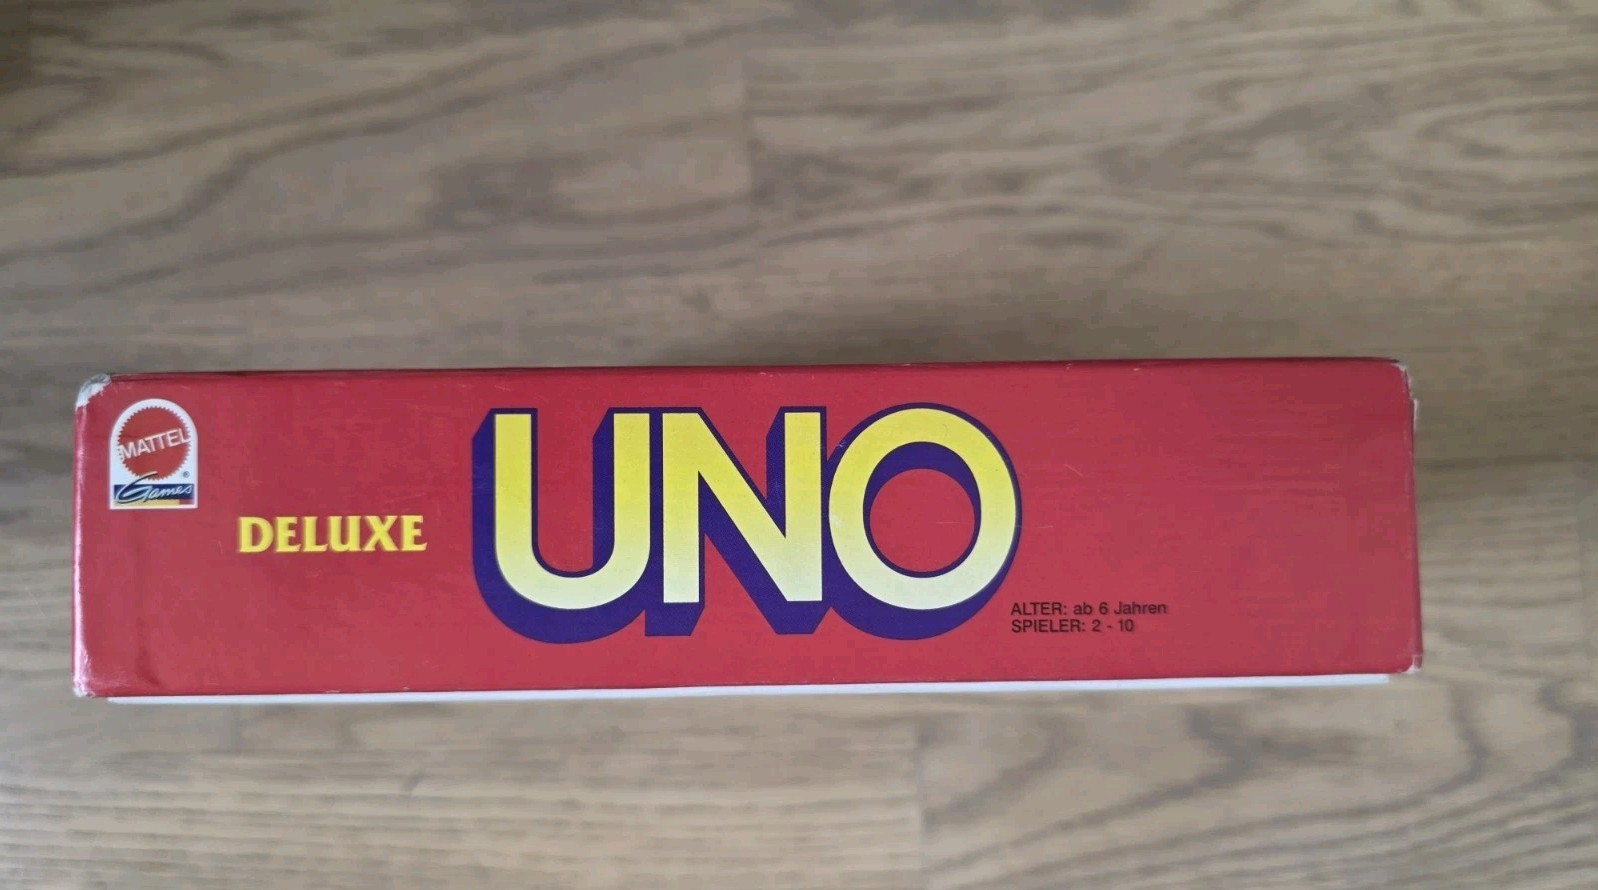 MATTEL
®
Games
DELUXE
UNO
ALTER: ab 6 Jahren
SPIELER: 2 - 10